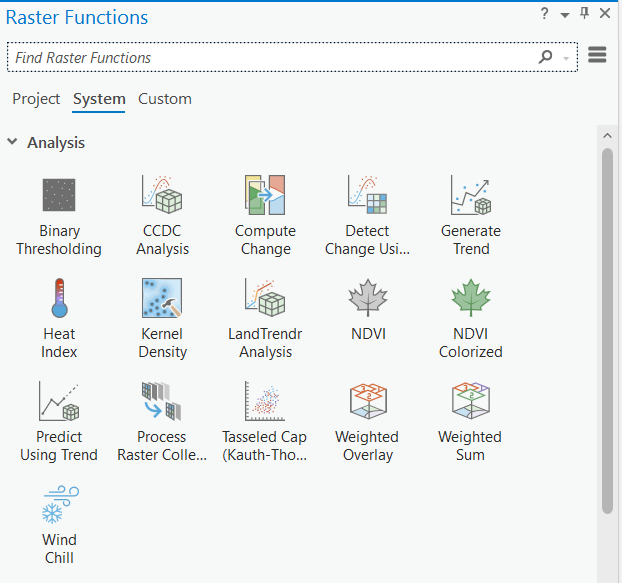 Raster Functions
?
Find Raster Functions
Project System Custom
Analysis
Binary
Thresholding
CCDC
Analysis
Compute
Change
Detect
Change Usi...
Generate
Trend
Heat
Index
Kernel
Density
LandTrendr
Analysis
NDVI
NDVI
Colorized
Predict
Using Trend
Process
Raster Colle...
Tasseled Cap
(Kauth-Tho...
Weighted
Overlay
Weighted
Sum
Wind
Chill